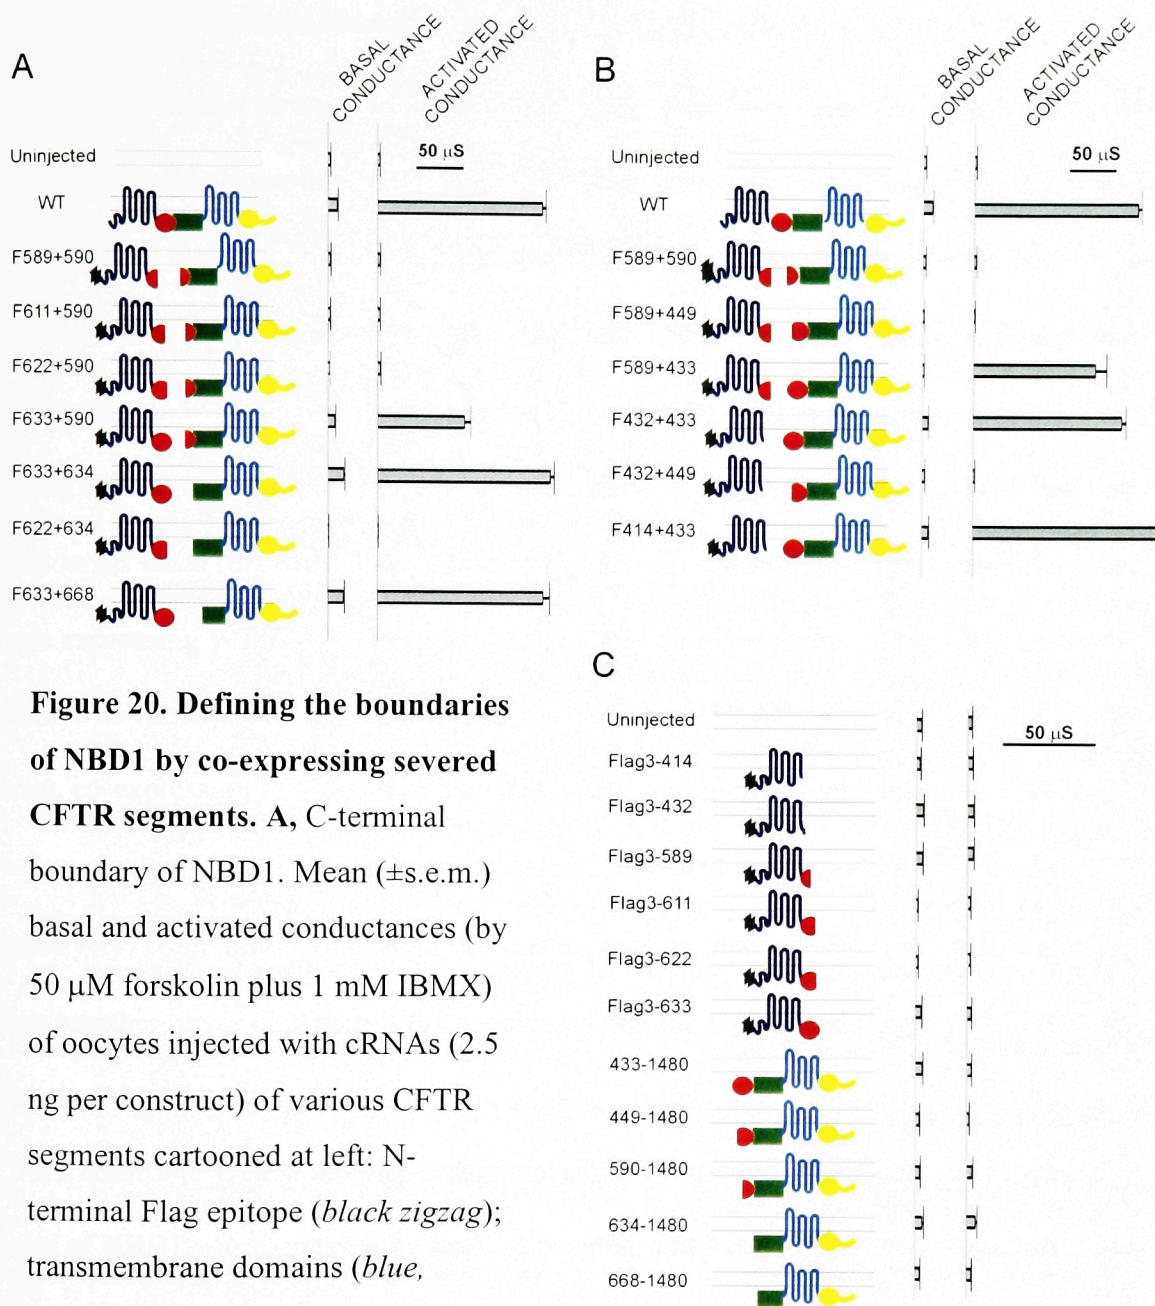 A
BASAL
CONDUCTANCE
ACTIVATED
CONDUCTANCE
50 µS
Uninjected
WT
F589+590
F611+590
F622+590
F633+590
F633+634
F622+634
F633+668
B
BASAL
CONDUCTANCE
ACTIVATED
CONDUCTANCE
50 µS
Uninjected
WT
F589+590
F589+449
F589+433
F432+433
F432+449
F414+433
C
50 µS
Uninjected
Flag3-414
Flag3-432
Flag3-589
Flag3-611
Flag3-622
Flag3-633
433-1480
449-1480
590-1480
634-1480
668-1480
Figure 20. Defining the boundaries
of NBD1 by co-expressing severed
CFTR segments. A, C-terminal
boundary of NBD1. Mean (±s.e.m.)
basal and activated conductances (by
50 µM forskolin plus 1 mM IBMX)
of oocytes injected with cRNAs (2.5
ng per construct) of various CFTR
segments cartooned at left: N-
terminal Flag epitope (black zigzag);
transmembrane domains (blue,